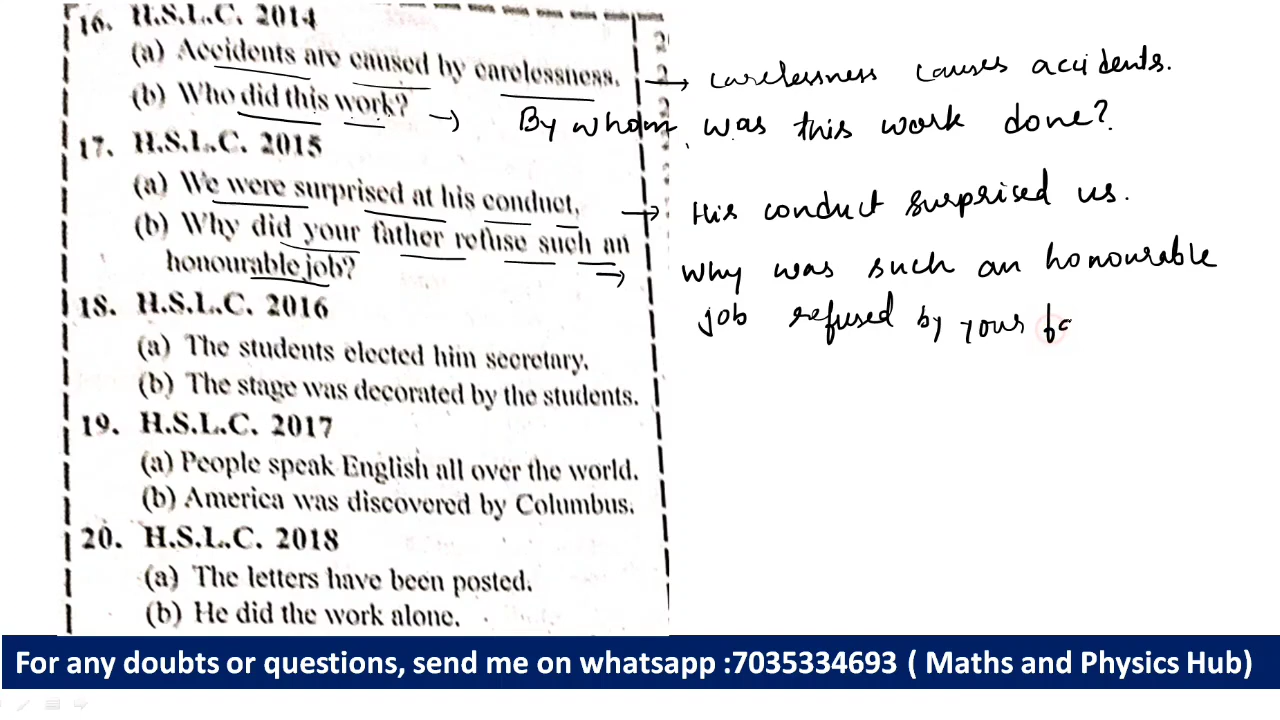 16. H.S.L.C. 2014
(a) Accidents are caused by carelessness. → carelessness causes accidents.
(b) Who did this work? → By whom was this work done?
17. H.S.L.C. 2015
(a) We were surprised at his conduct, → His conduct surprised us.
(b) Why did your father refuse such an
honourable job? → Why was such an honourable
job refused by your fa
18. H.S.L.C. 2016
(a) The students elected him secretary.
(b) The stage was decorated by the students.
19. H.S.L.C. 2017
(a) People speak English all over the world.
(b) America was discovered by Columbus.
20. H.S.L.C. 2018
(a) The letters have been posted.
(b) He did the work alone.
For any doubts or questions, send me on whatsapp :7035334693 ( Maths and Physics Hub)